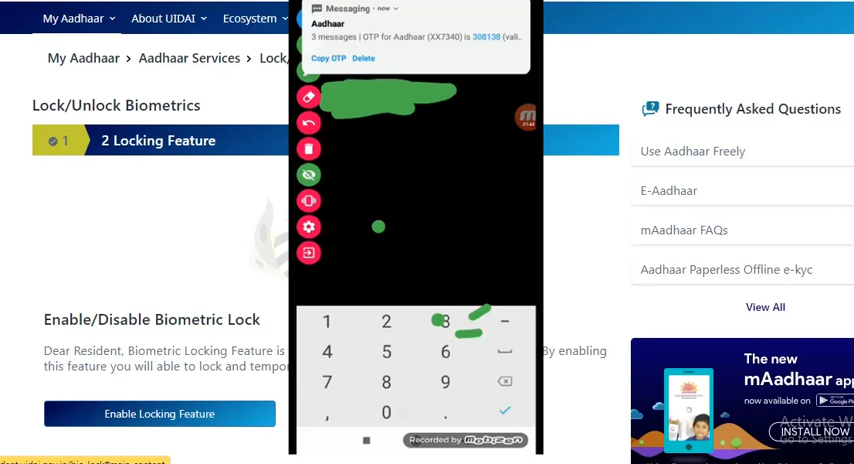 My Aadhaar About UIDAI Ecosystem
My Aadhaar > Aadhaar Services > Lock/
Lock/Unlock Biometrics
1 2 Locking Feature
Messaging • now
Aadhaar
3 messages | OTP for Aadhaar (XX7340) is 308138 (vali..
Copy OTP Delete
01:44
Frequently Asked Questions
Use Aadhaar Freely
E-Aadhaar
mAadhaar FAQs
Aadhaar Paperless Offline e-kyc
View All
Enable/Disable Biometric Lock
Dear Resident, Biometric Locking Feature is By enabling
this feature you will able to lock and tempo
Enable Locking Feature
1 2 3 –
4 5 6
7 8 9
, 0 .
Recorded by mobizen
The new
mAadhaar app
now available on
Activate W
INSTALL NOW
Go to Settings